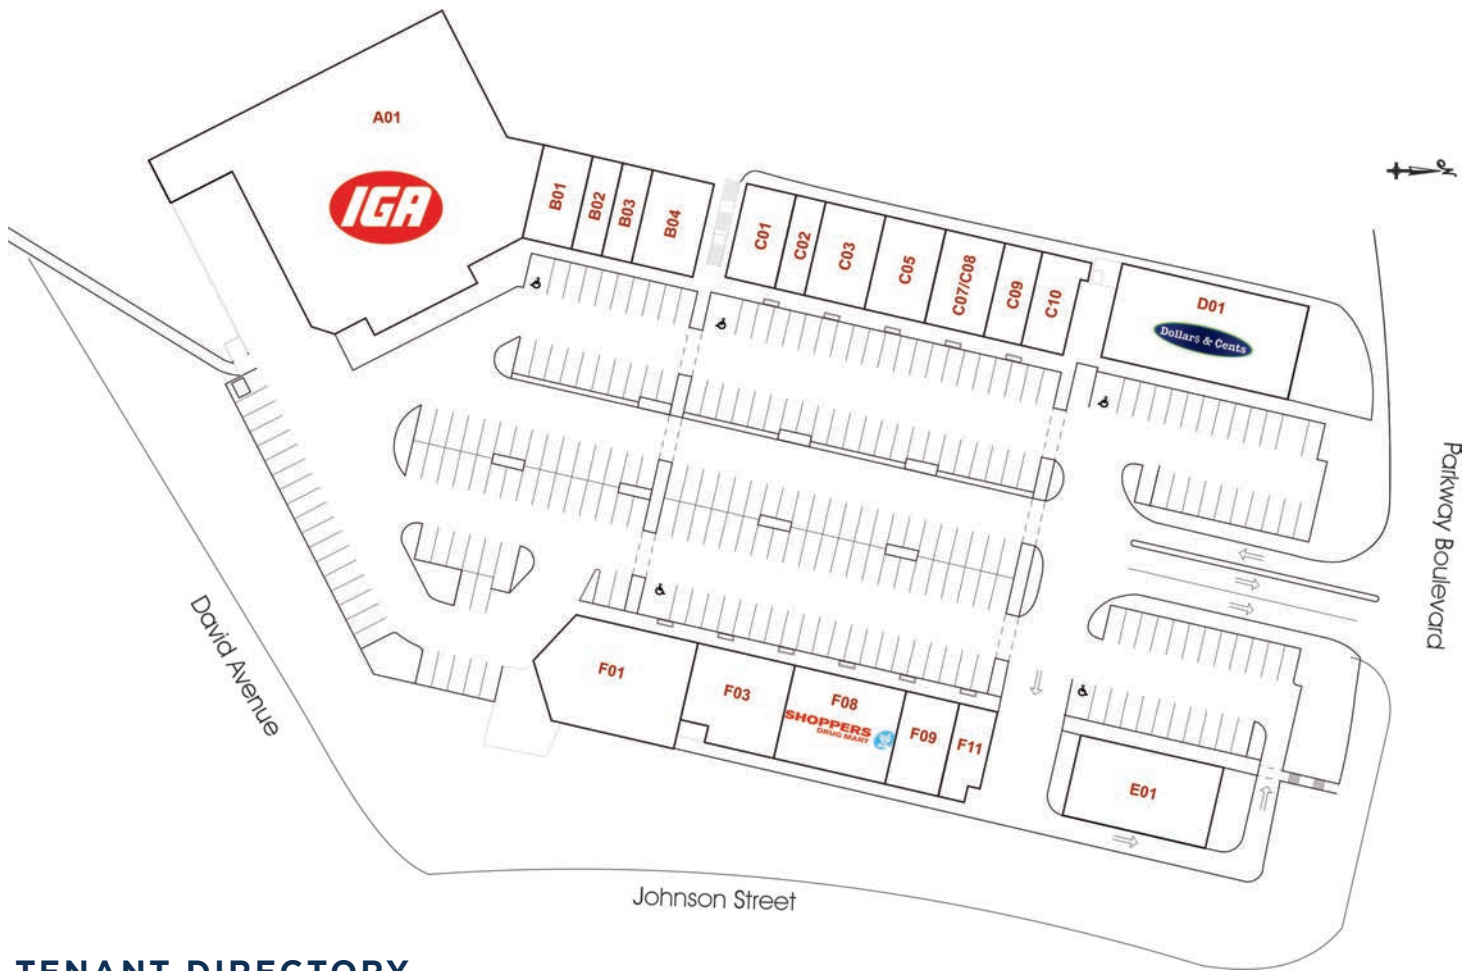 A01
IGA
B01
B02
B03
B04
C01
C02
C03
C05
C07/C08
C09
C10
D01
Dollars & Cents
N
Parkway Boulevard
David Avenue
F01
F03
F08
SHOPPERS
DRUG MART
F09
F11
E01
Johnson Street
TENANT DIRECTORY